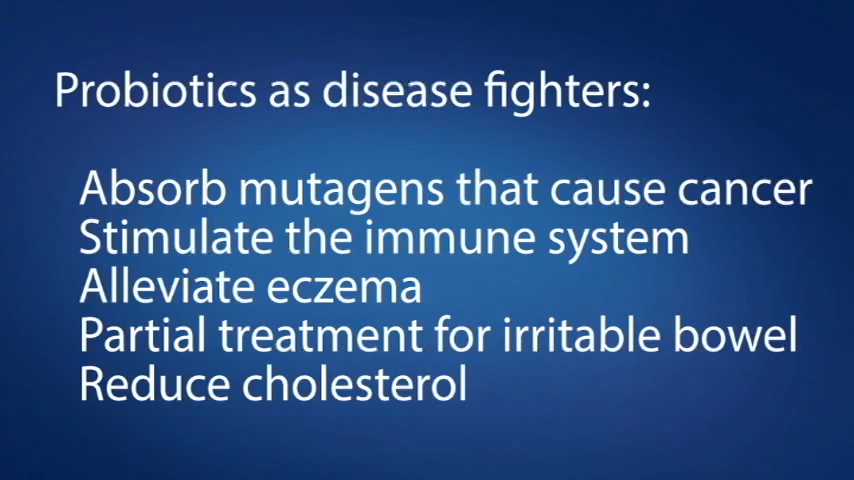 Probiotics as disease fighters:
Absorb mutagens that cause cancer
Stimulate the immune system
Alleviate eczema
Partial treatment for irritable bowel
Reduce cholesterol